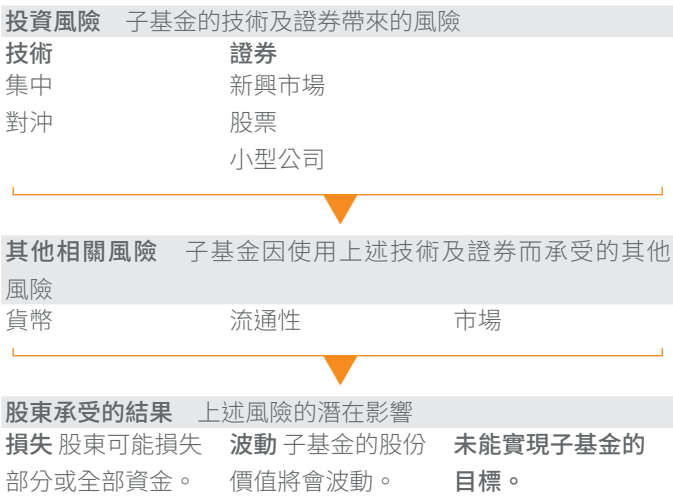 投資風險 子基金的技術及證券帶來的風險
技術 證券
集中 新興市場
對沖 股票
小型公司
其他相關風險 子基金因使用上述技術及證券而承受的其他
風險
貨幣 流通性 市場
股東承受的結果 上述風險的潛在影響
損失 股東可能損失 波動 子基金的股份 未能實現子基金的
部分或全部資金。 價值將會波動。 目標。